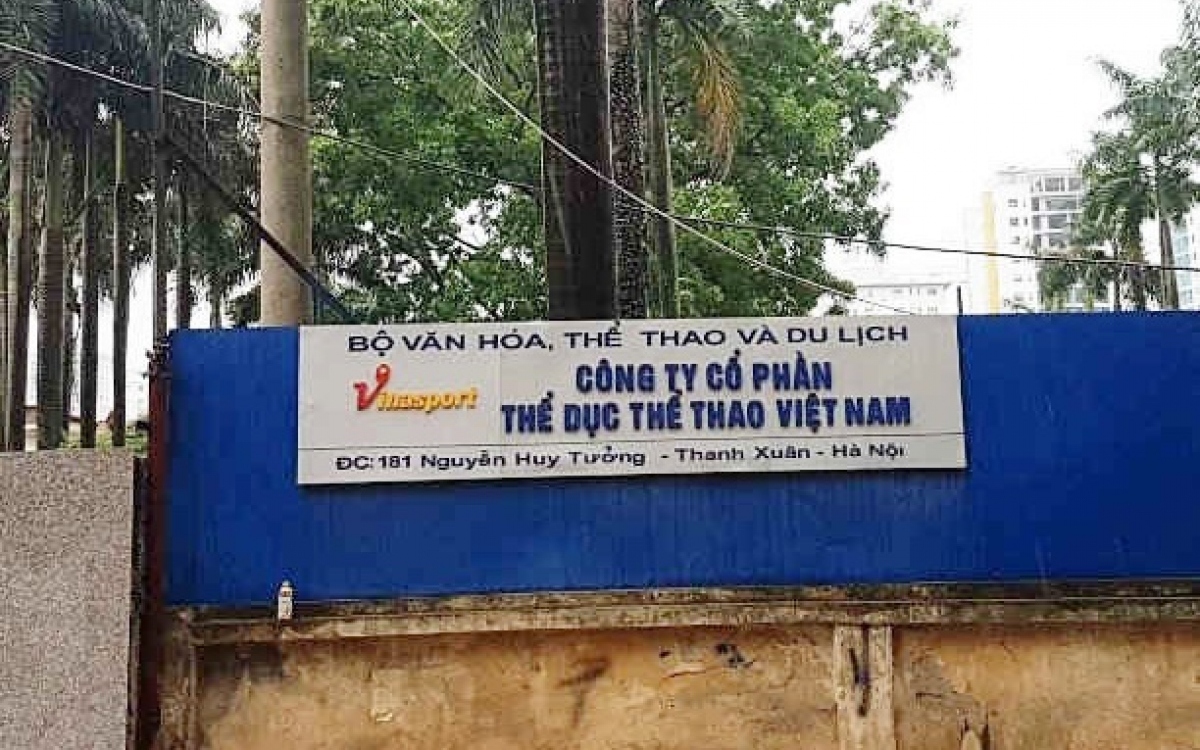 BỘ VĂN HÓA, THỂ THAO VÀ DU LỊCH
Vinasport
CÔNG TY CỔ PHẦN
THỂ DỤC THỂ THAO VIỆT NAM
ĐC: 181 Nguyễn Huy Tưởng - Thanh Xuân - Hà Nội